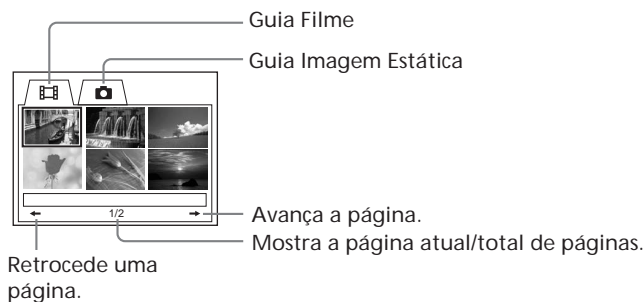 Guia Filme
Guia Imagem Estática
1/2
Avança a página.
Mostra a página atual/total de páginas.
Retrocede uma
página.